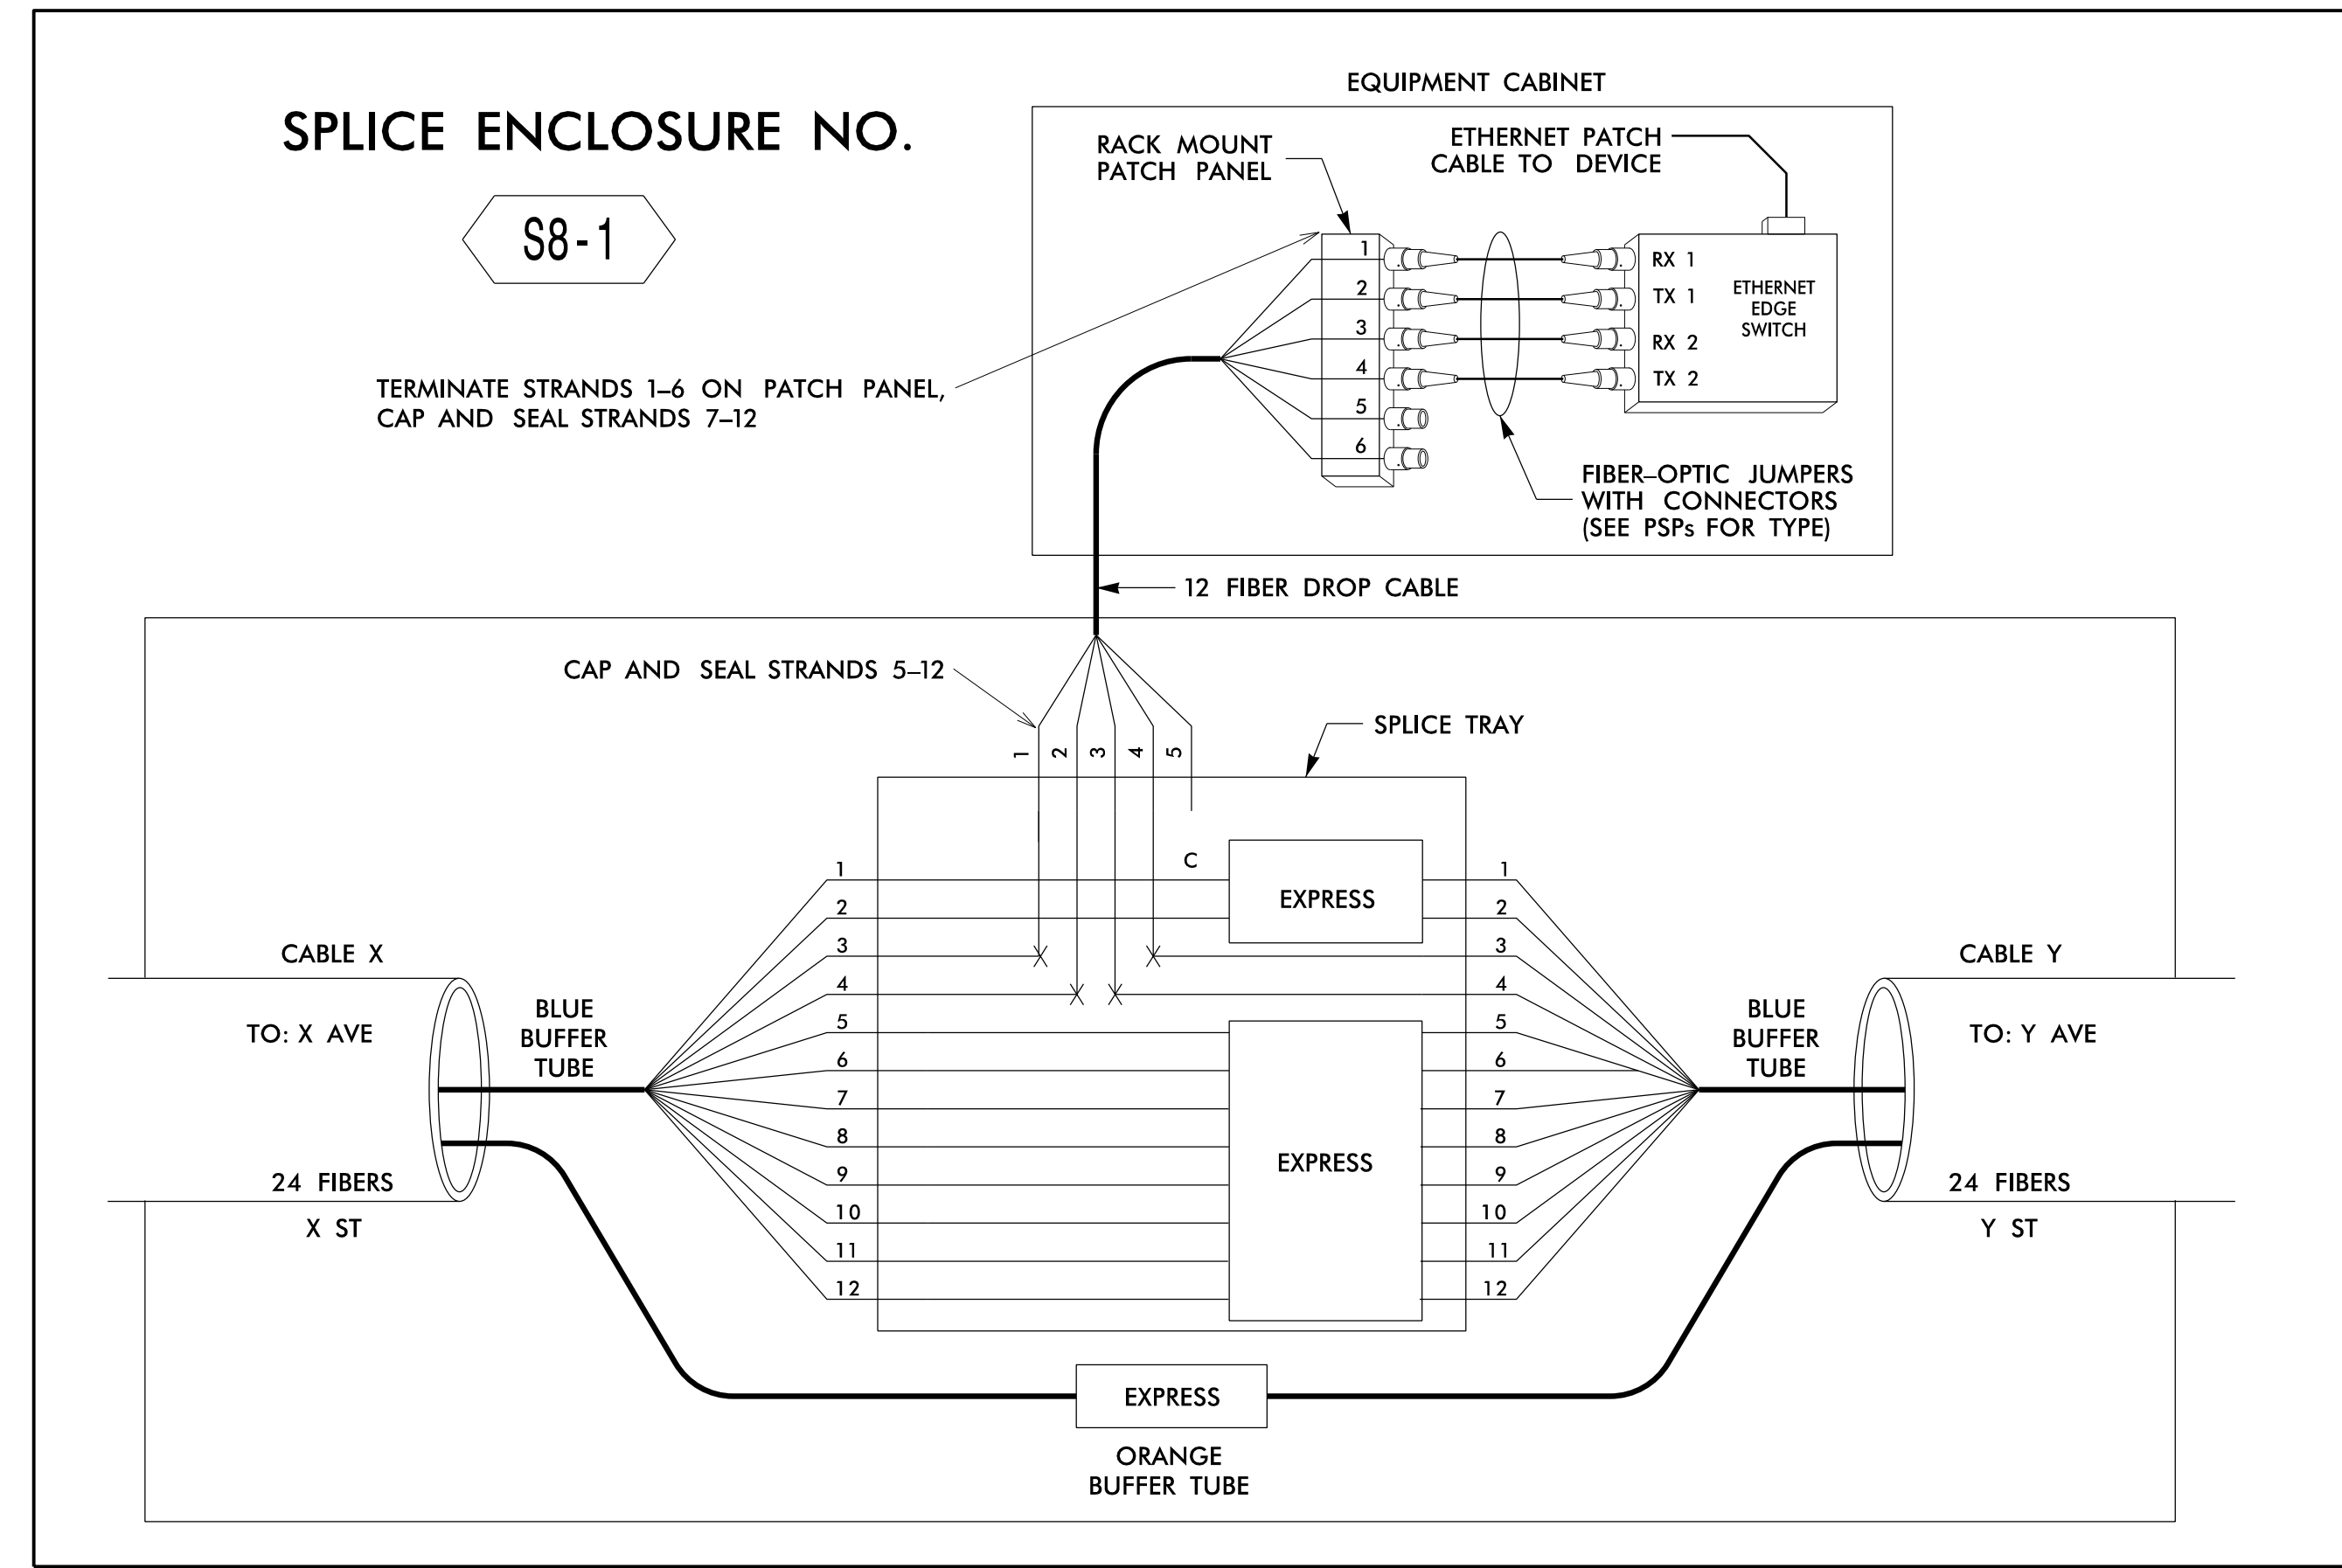 EQUIPMENT CABINET
SPLICE ENCLOSURE NO.
S8-1
RACK MOUNT
PATCH PANEL
ETHERNET PATCH
CABLE TO DEVICE
1
2
3
4
5
6
RX 1
TX 1
RX 2
TX 2
ETHERNET
EDGE
SWITCH
TERMINATE STRANDS 1–6 ON PATCH PANEL,
CAP AND SEAL STRANDS 7–12
FIBER–OPTIC JUMPERS
WITH CONNECTORS
(SEE PSPs FOR TYPE)
12 FIBER DROP CABLE
CAP AND SEAL STRANDS 5–12
SPLICE TRAY
1
2
3
4
5
C
EXPRESS
1
2
3
4
5
6
7
8
9
10
11
12
EXPRESS
1
2
3
4
5
6
7
8
9
10
11
12
CABLE X
TO: X AVE
24 FIBERS
X ST
BLUE
BUFFER
TUBE
BLUE
BUFFER
TUBE
CABLE Y
TO: Y AVE
24 FIBERS
Y ST
EXPRESS
ORANGE
BUFFER TUBE